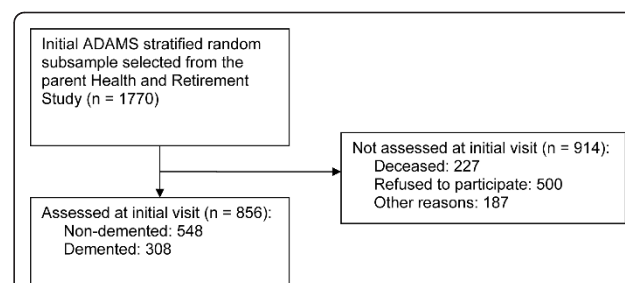 Initial ADAMS stratified random
subsample selected from the
parent Health and Retirement
Study (n = 1770)
Not assessed at initial visit (n = 914):
Deceased: 227
Refused to participate: 500
Other reasons: 187
Assessed at initial visit (n = 856):
Non-demented: 548
Demented: 308